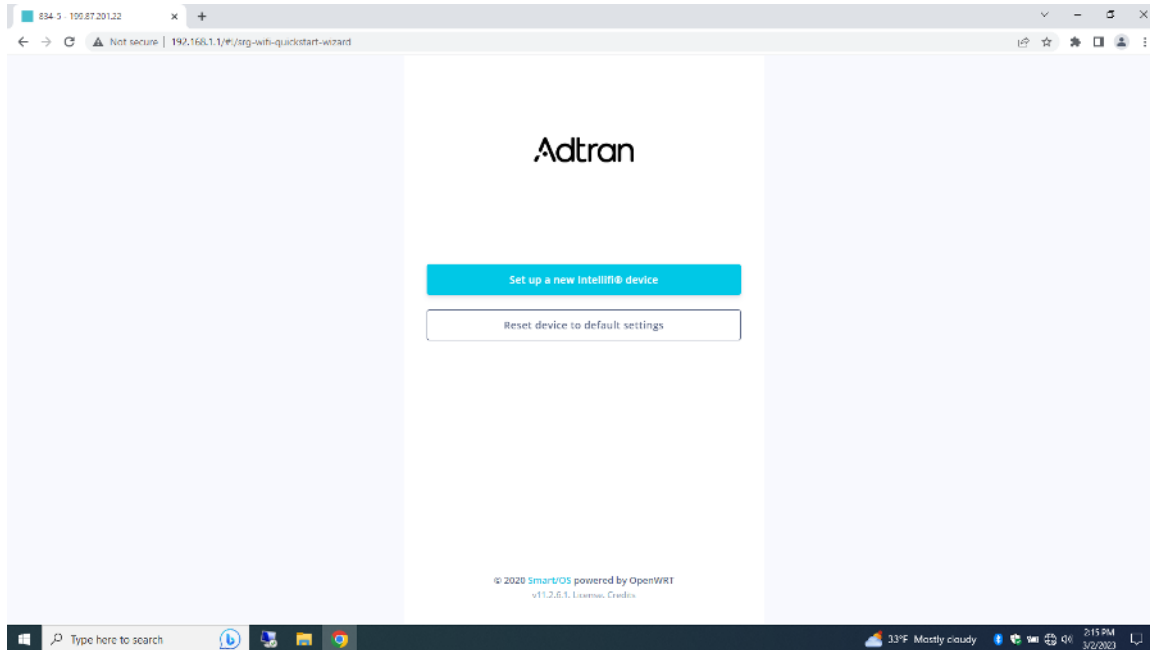 834-5 - 199.87.201.22
Not secure | 192.168.1.1/#!/srg-wifi-quickstart-wizard
Adtran
Set up a new Intellifi® device
Reset device to default settings
© 2020 Smart/OS powered by OpenWRT
v11.2.6.1. License. Credits
Type here to search
33°F Mostly cloudy
2:15 PM
3/2/2023